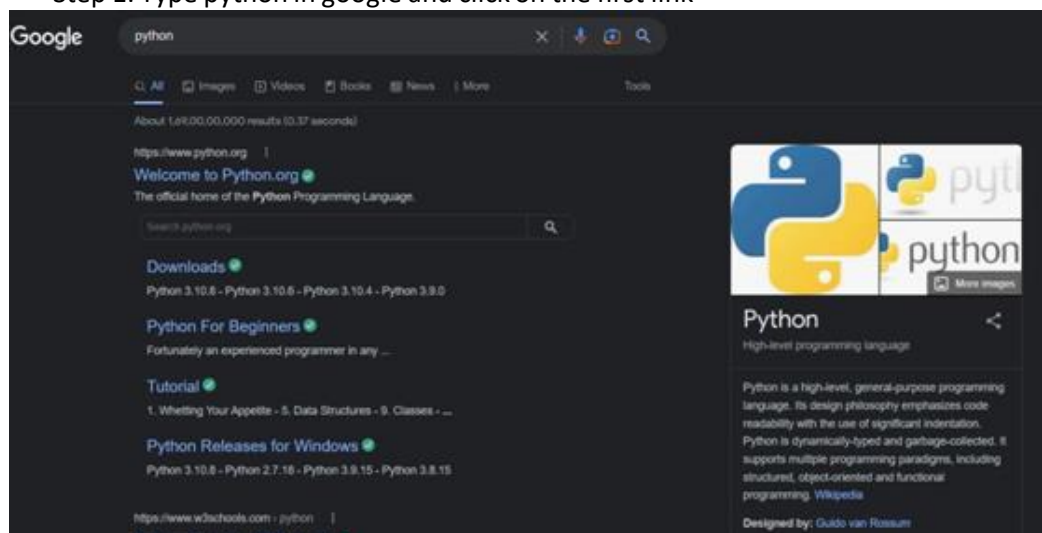 Step 1: Type python in google and click on the first link
Google
python
All Images Videos Books News More Tools
About 1,69,00,00,000 results (0.37 seconds)
https://www.python.org
Welcome to Python.org
The official home of the Python Programming Language.
Search python.org
Downloads
Python 3.10.8 - Python 3.10.6 - Python 3.10.4 - Python 3.9.0
Python For Beginners
Fortunately an experienced programmer in any ...
Tutorial
1. Whetting Your Appetite - 5. Data Structures - 9. Classes - ...
Python Releases for Windows
Python 3.10.8 - Python 2.7.18 - Python 3.9.15 - Python 3.8.15
https://www.w3schools.com › python
pyt
python
More images
Python
High-level programming language
Python is a high-level, general-purpose programming
language. Its design philosophy emphasizes code
readability with the use of significant indentation.
Python is dynamically-typed and garbage-collected. It
supports multiple programming paradigms, including
structured, object-oriented and functional
programming. Wikipedia
Designed by: Guido van Rossum